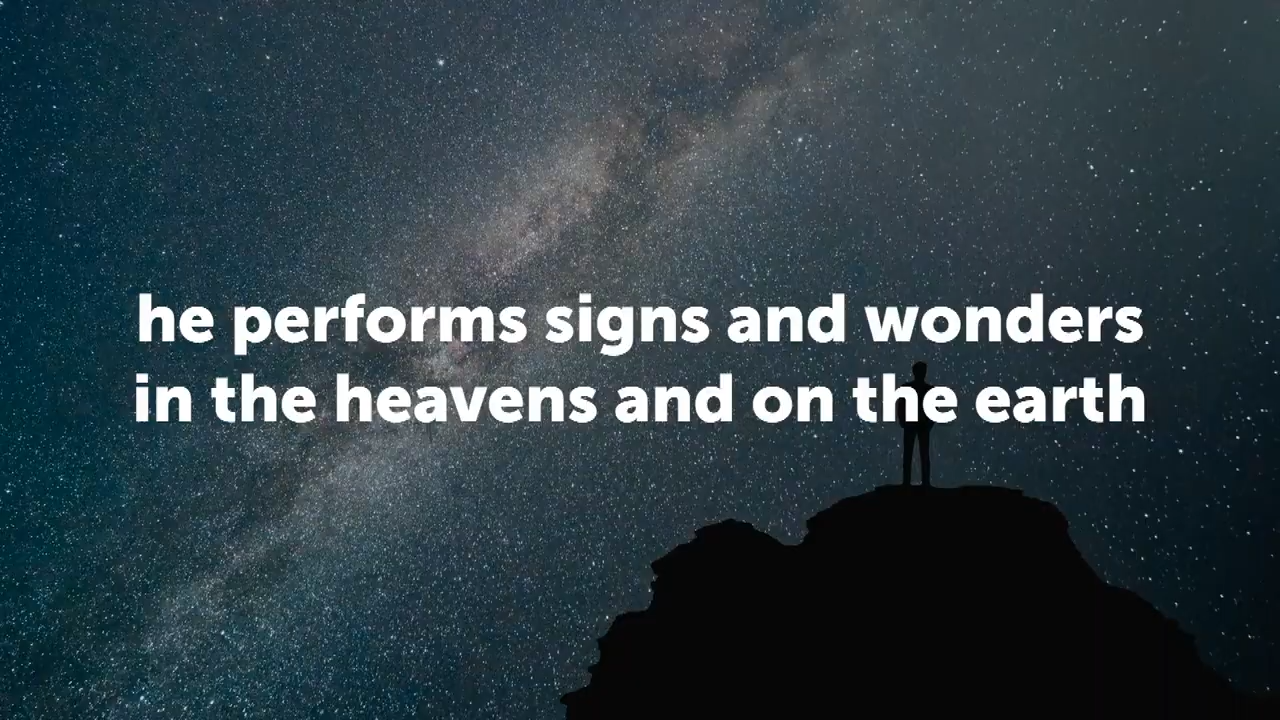 he performs signs and wonders
in the heavens and on the earth